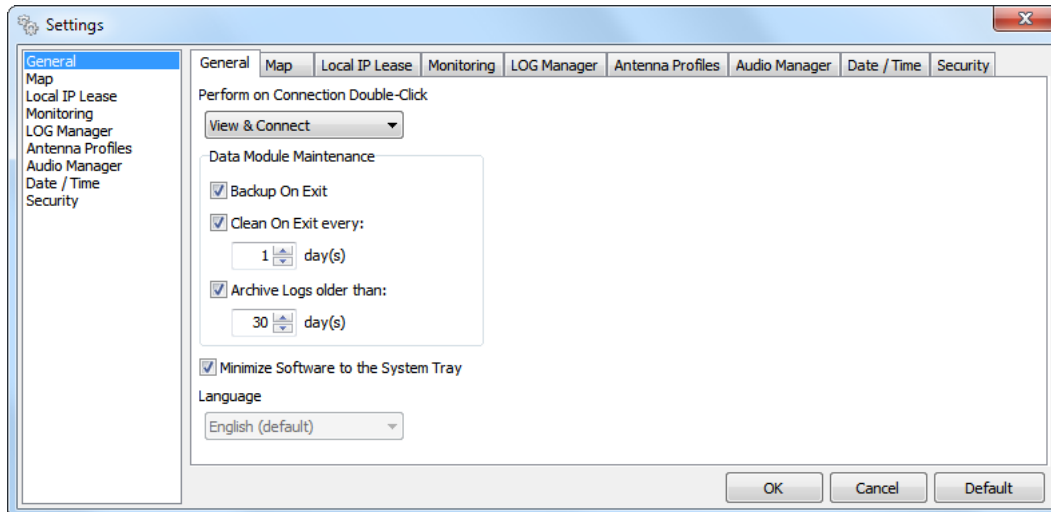 Settings
General
Map
Local IP Lease
Monitoring
LOG Manager
Antenna Profiles
Audio Manager
Date / Time
Security
General Map Local IP Lease Monitoring LOG Manager Antenna Profiles Audio Manager Date / Time Security
Perform on Connection Double-Click
View & Connect
Data Module Maintenance
Backup On Exit
Clean On Exit every:
1 day(s)
Archive Logs older than:
30 day(s)
Minimize Software to the System Tray
Language
English (default)
OK Cancel Default